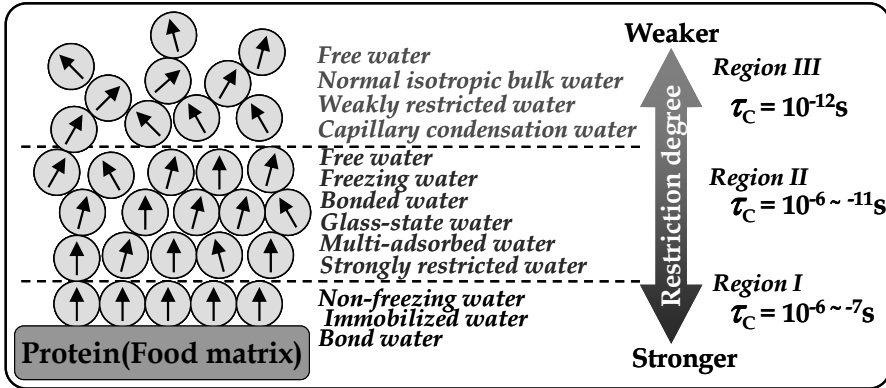 Free water
Normal isotropic bulk water
Weakly restricted water
Capillary condensation water
Free water
Freezing water
Bonded water
Glass-state water
Multi-adsorbed water
Strongly restricted water
Non-freezing water
Immobilized water
Bond water
Protein(Food matrix)
Weaker
Restriction degree
Stronger
Region III
τC = 10-12s
Region II
τC = 10-6 ~ -11s
Region I
τC = 10-6 ~ -7s